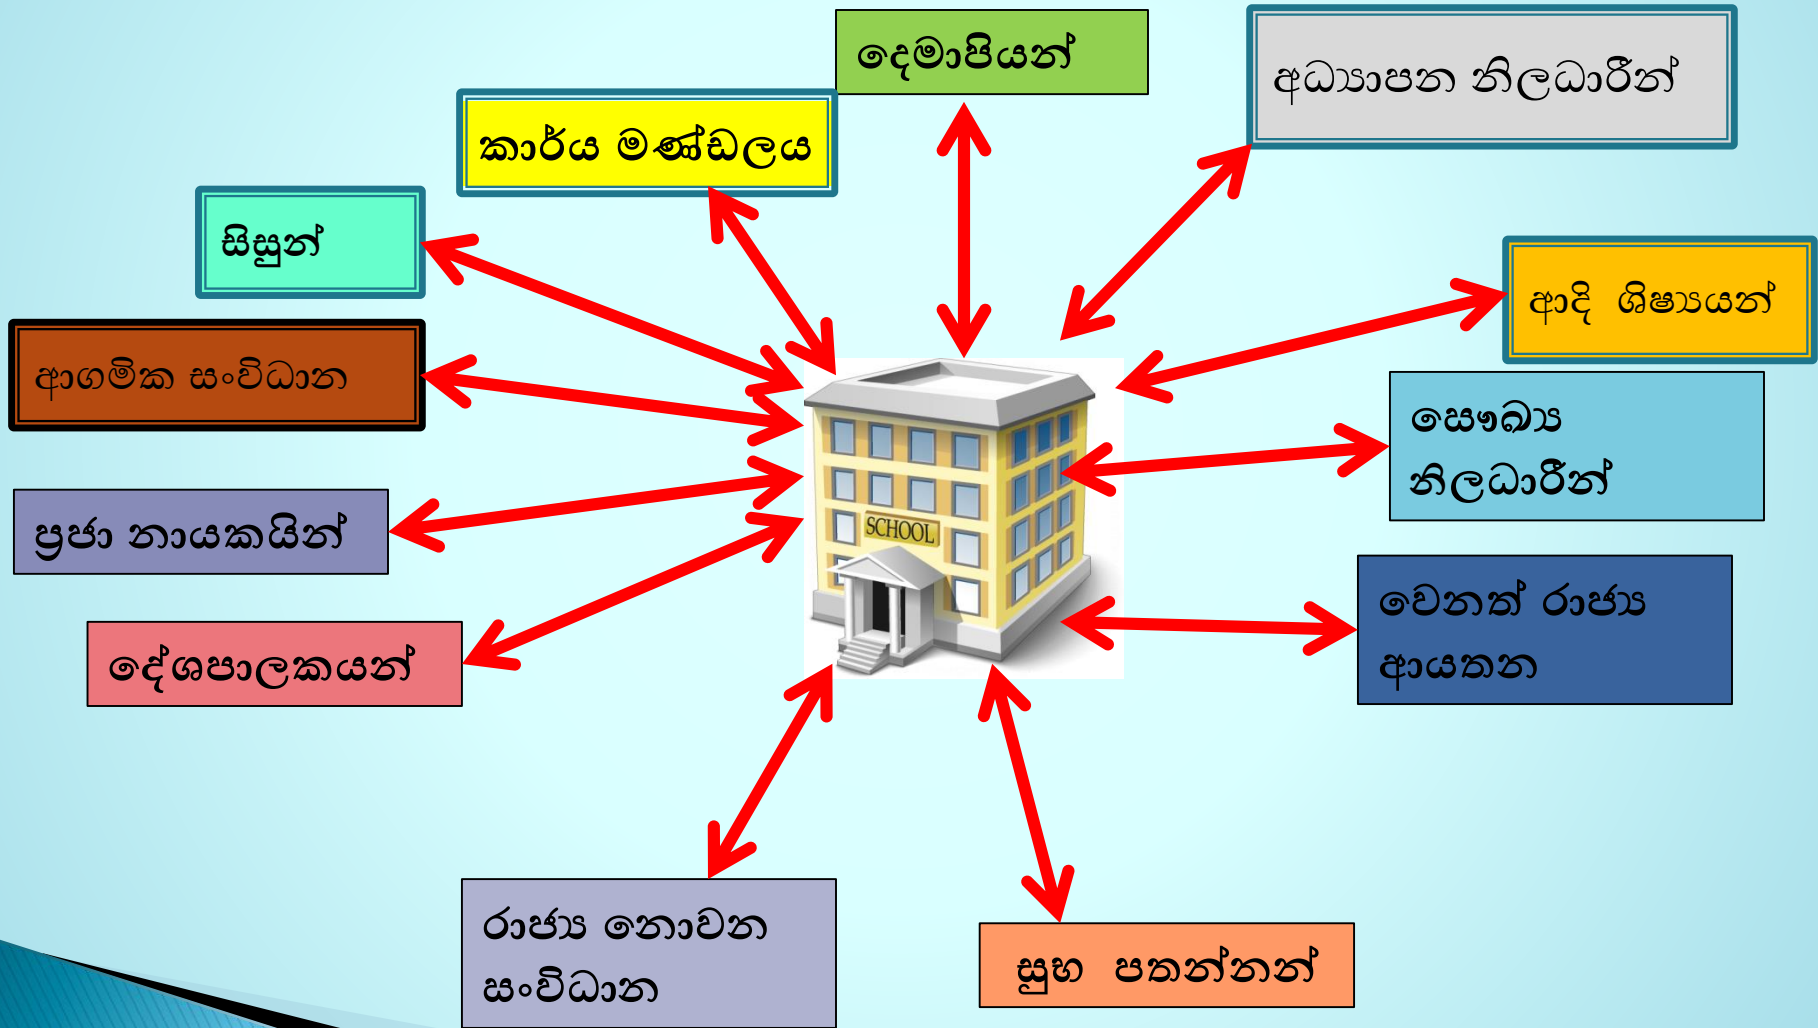 දෙමාපියන්
අධ්‍යාපන නිලධාරීන්
කාර්ය මණ්ඩලය
සිසුන්
ආදි ශිෂ්‍යයන්
ආගමික සංවිධාන
සෞඛ්‍ය
නිලධාරීන්
ප්‍රජා නායකයින්
SCHOOL
වෙනත් රාජ්‍ය
ආයතන
දේශපාලකයන්
රාජ්‍ය නොවන
සංවිධාන
සුභ පතන්නන්